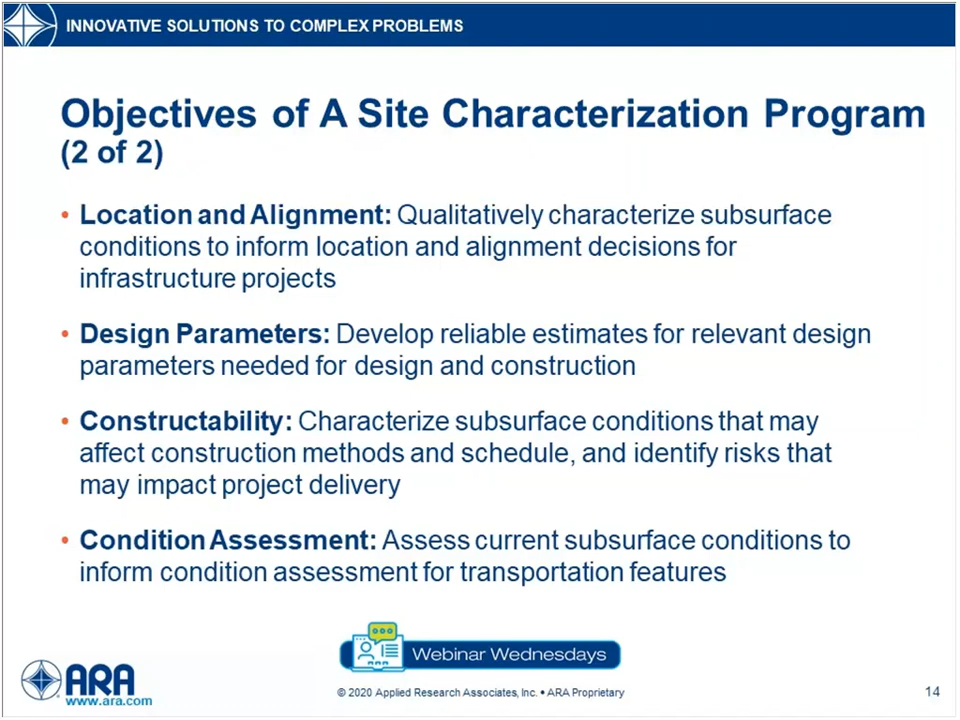 INNOVATIVE SOLUTIONS TO COMPLEX PROBLEMS
Objectives of A Site Characterization Program
(2 of 2)
• Location and Alignment: Qualitatively characterize subsurface
conditions to inform location and alignment decisions for
infrastructure projects
• Design Parameters: Develop reliable estimates for relevant design
parameters needed for design and construction
• Constructability: Characterize subsurface conditions that may
affect construction methods and schedule, and identify risks that
may impact project delivery
• Condition Assessment: Assess current subsurface conditions to
inform condition assessment for transportation features
Webinar Wednesdays
ARA
www.ara.com
© 2020 Applied Research Associates, Inc. • ARA Proprietary
14